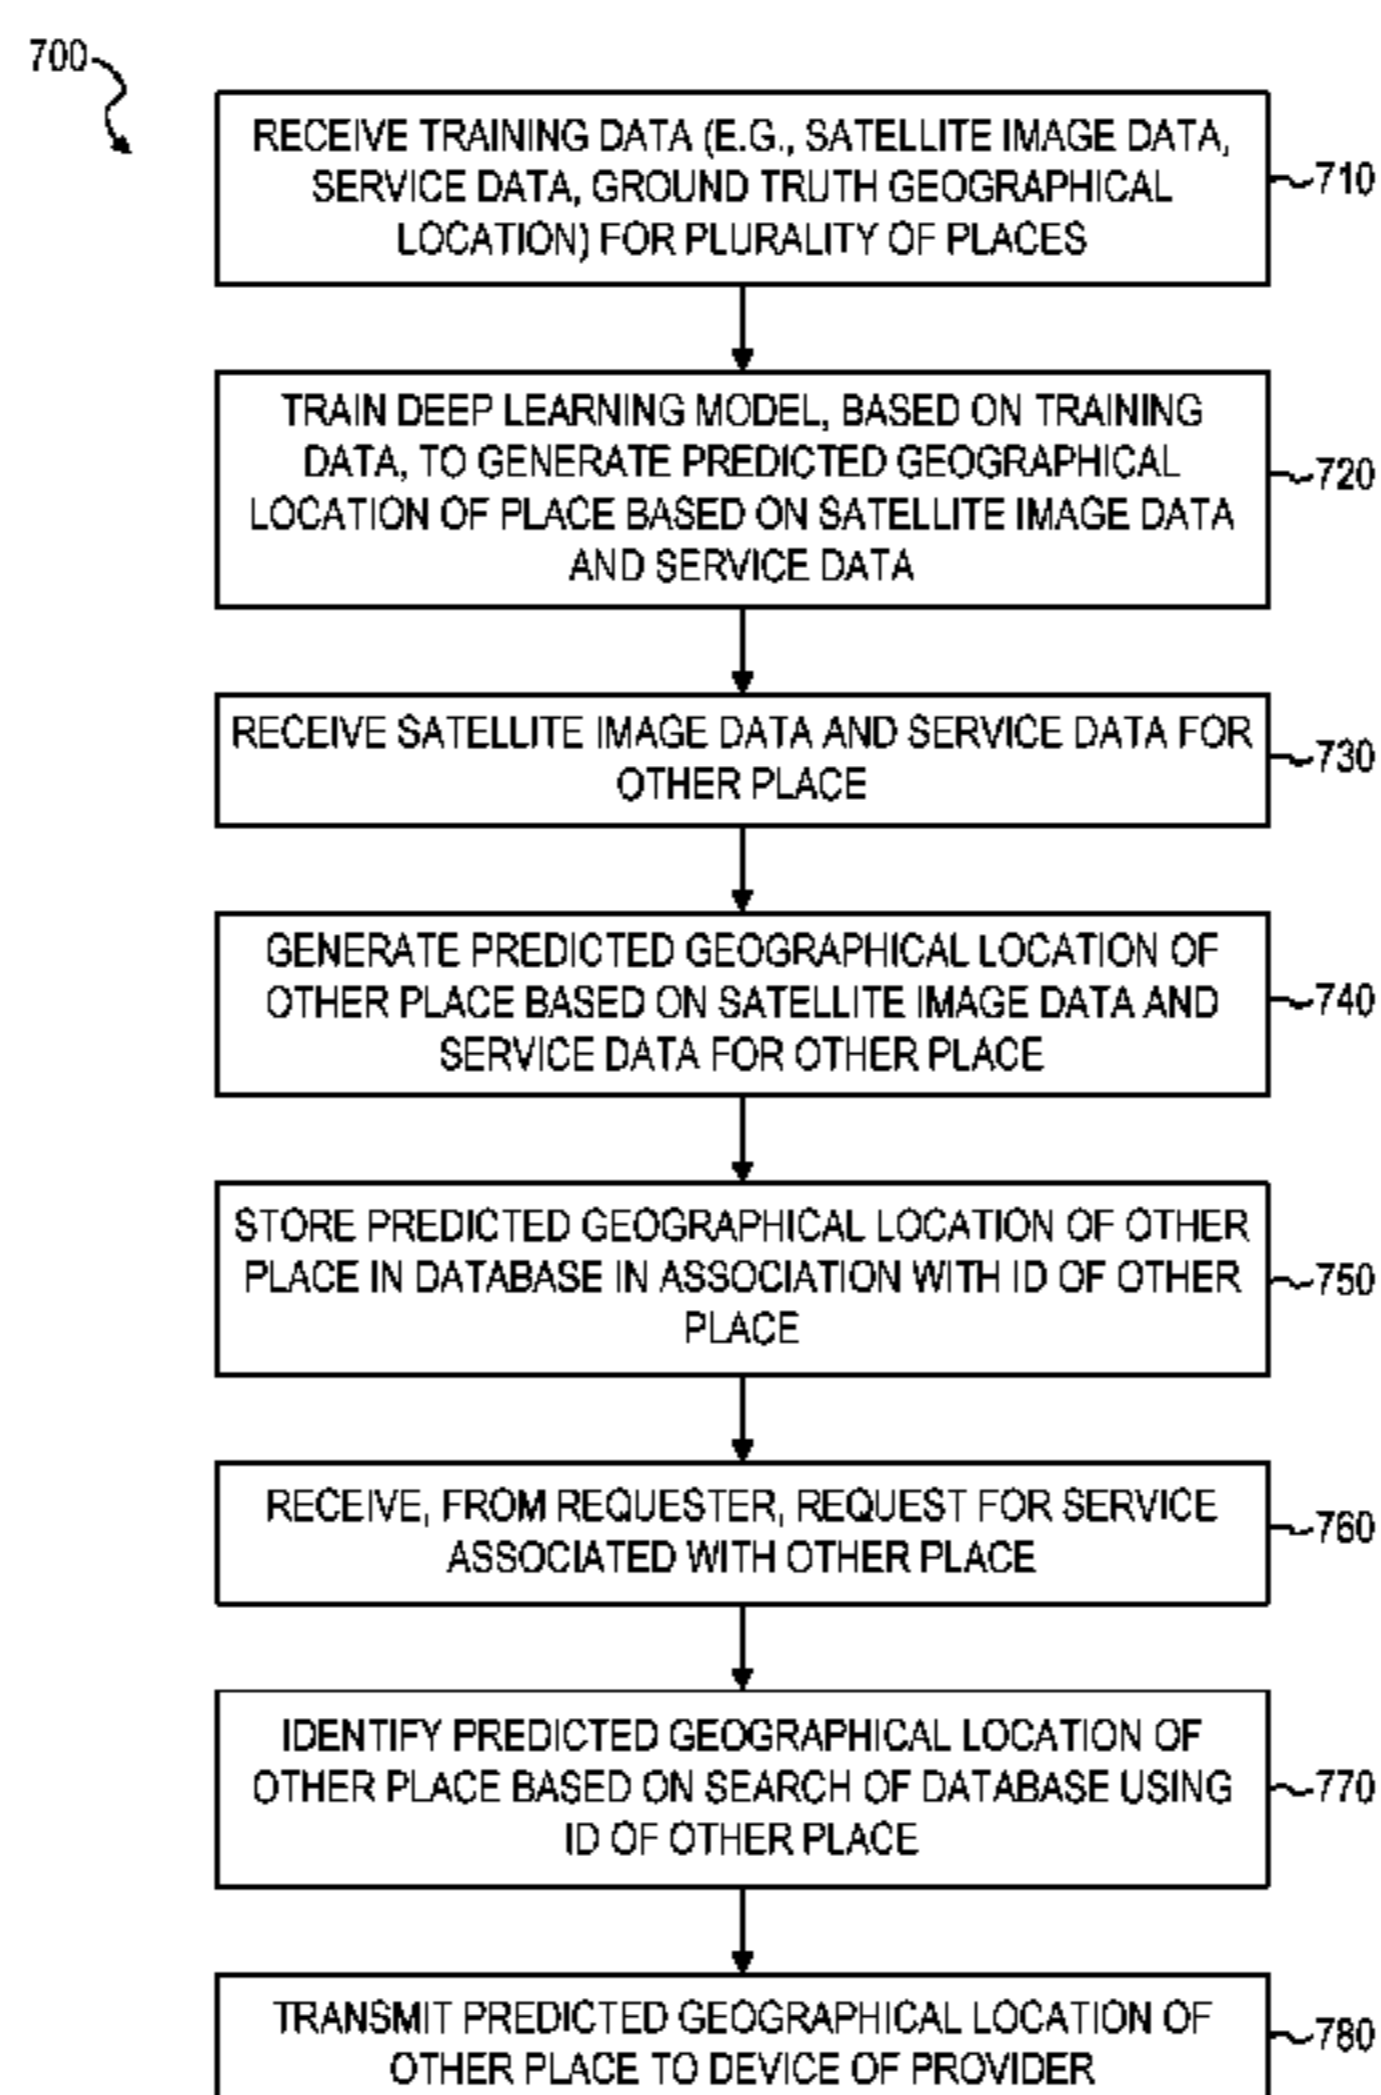 700
RECEIVE TRAINING DATA (E.G., SATELLITE IMAGE DATA,
SERVICE DATA, GROUND TRUTH GEOGRAPHICAL
LOCATION) FOR PLURALITY OF PLACES
710
TRAIN DEEP LEARNING MODEL, BASED ON TRAINING
DATA, TO GENERATE PREDICTED GEOGRAPHICAL
LOCATION OF PLACE BASED ON SATELLITE IMAGE DATA
AND SERVICE DATA
720
RECEIVE SATELLITE IMAGE DATA AND SERVICE DATA FOR
OTHER PLACE
730
GENERATE PREDICTED GEOGRAPHICAL LOCATION OF
OTHER PLACE BASED ON SATELLITE IMAGE DATA AND
SERVICE DATA FOR OTHER PLACE
740
STORE PREDICTED GEOGRAPHICAL LOCATION OF OTHER
PLACE IN DATABASE IN ASSOCIATION WITH ID OF OTHER
PLACE
750
RECEIVE, FROM REQUESTER, REQUEST FOR SERVICE
ASSOCIATED WITH OTHER PLACE
760
IDENTIFY PREDICTED GEOGRAPHICAL LOCATION OF
OTHER PLACE BASED ON SEARCH OF DATABASE USING
ID OF OTHER PLACE
770
TRANSMIT PREDICTED GEOGRAPHICAL LOCATION OF
OTHER PLACE TO DEVICE OF PROVIDER
780